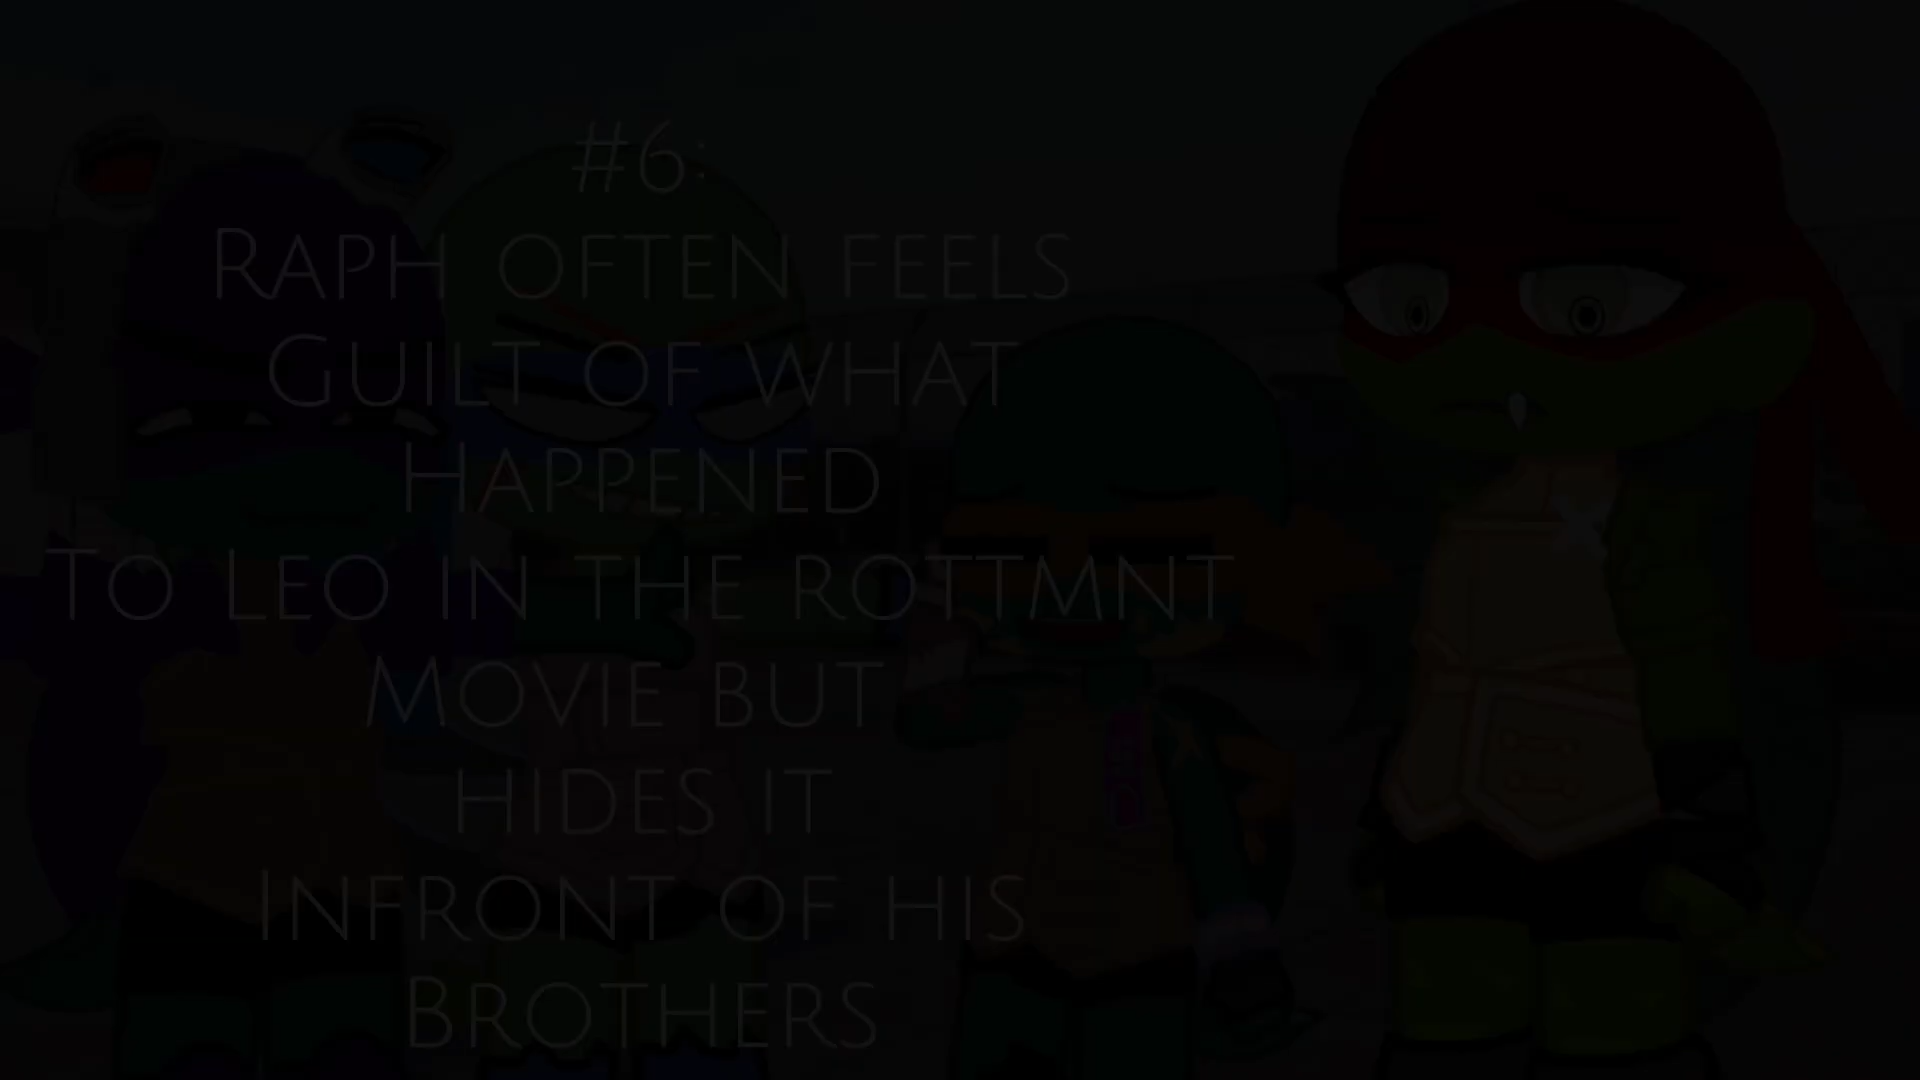 #6:
Raph often feels
Guilt of what
Happened
To Leo in the rottmnt
Movie but
hides it
Infront of his
Brothers